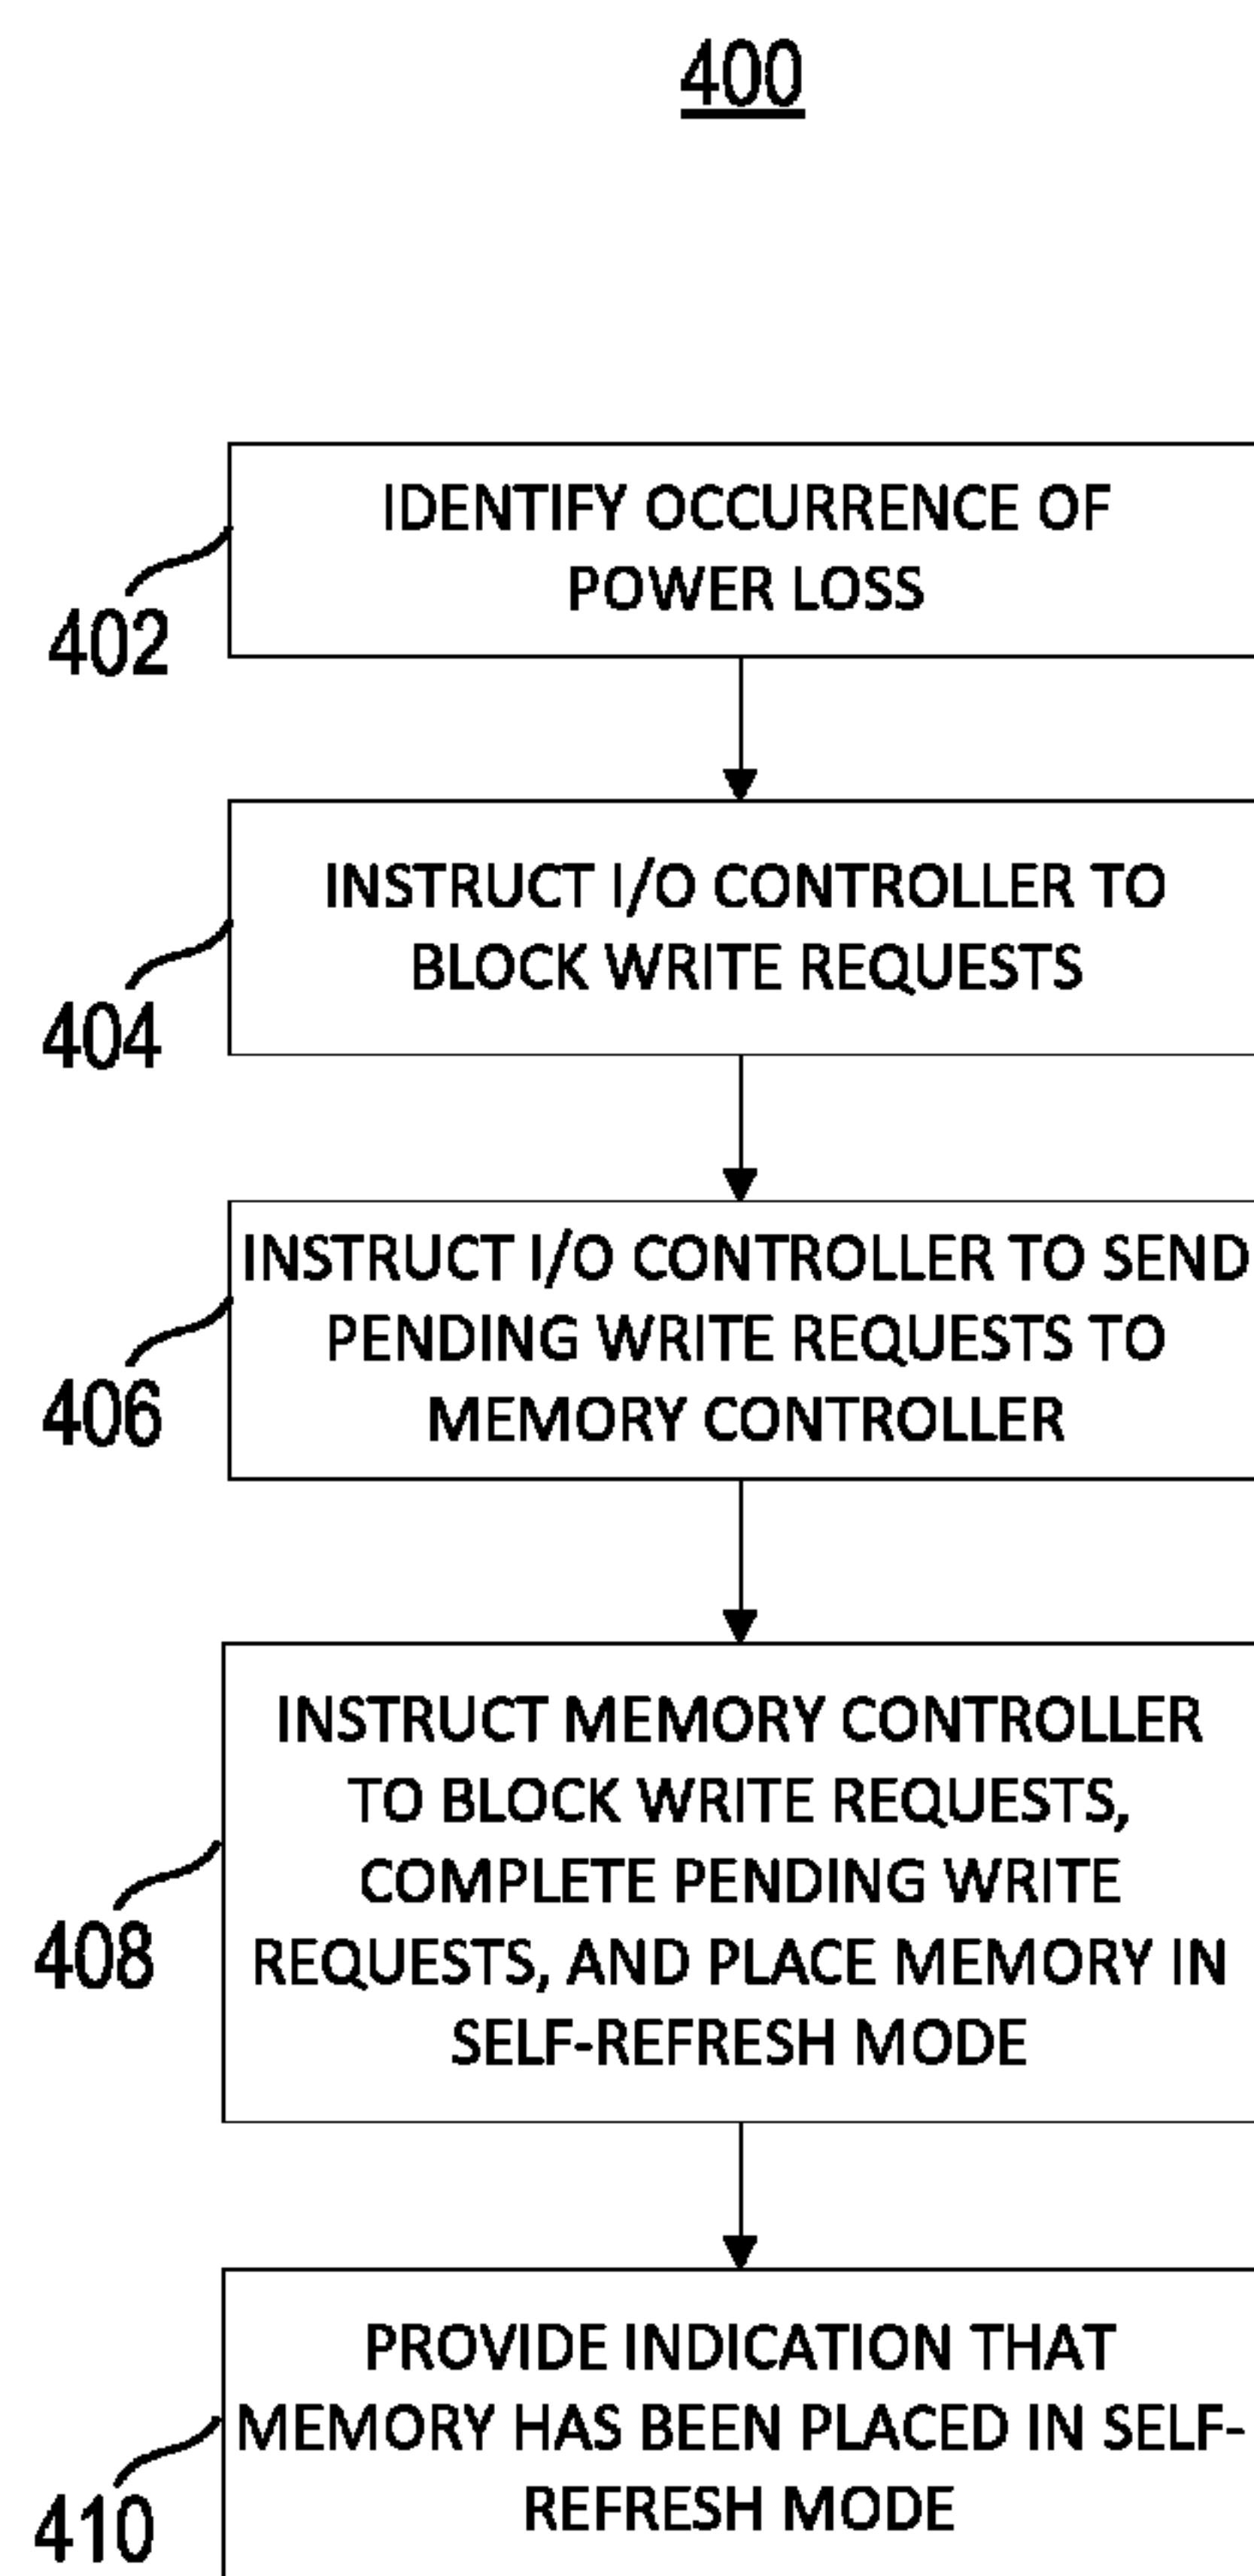 400
IDENTIFY OCCURRENCE OF
POWER LOSS
402
INSTRUCT I/O CONTROLLER TO
BLOCK WRITE REQUESTS
404
INSTRUCT I/O CONTROLLER TO SEND
PENDING WRITE REQUESTS TO
MEMORY CONTROLLER
406
INSTRUCT MEMORY CONTROLLER
TO BLOCK WRITE REQUESTS,
COMPLETE PENDING WRITE
REQUESTS, AND PLACE MEMORY IN
SELF-REFRESH MODE
408
PROVIDE INDICATION THAT
MEMORY HAS BEEN PLACED IN SELF-
REFRESH MODE
410